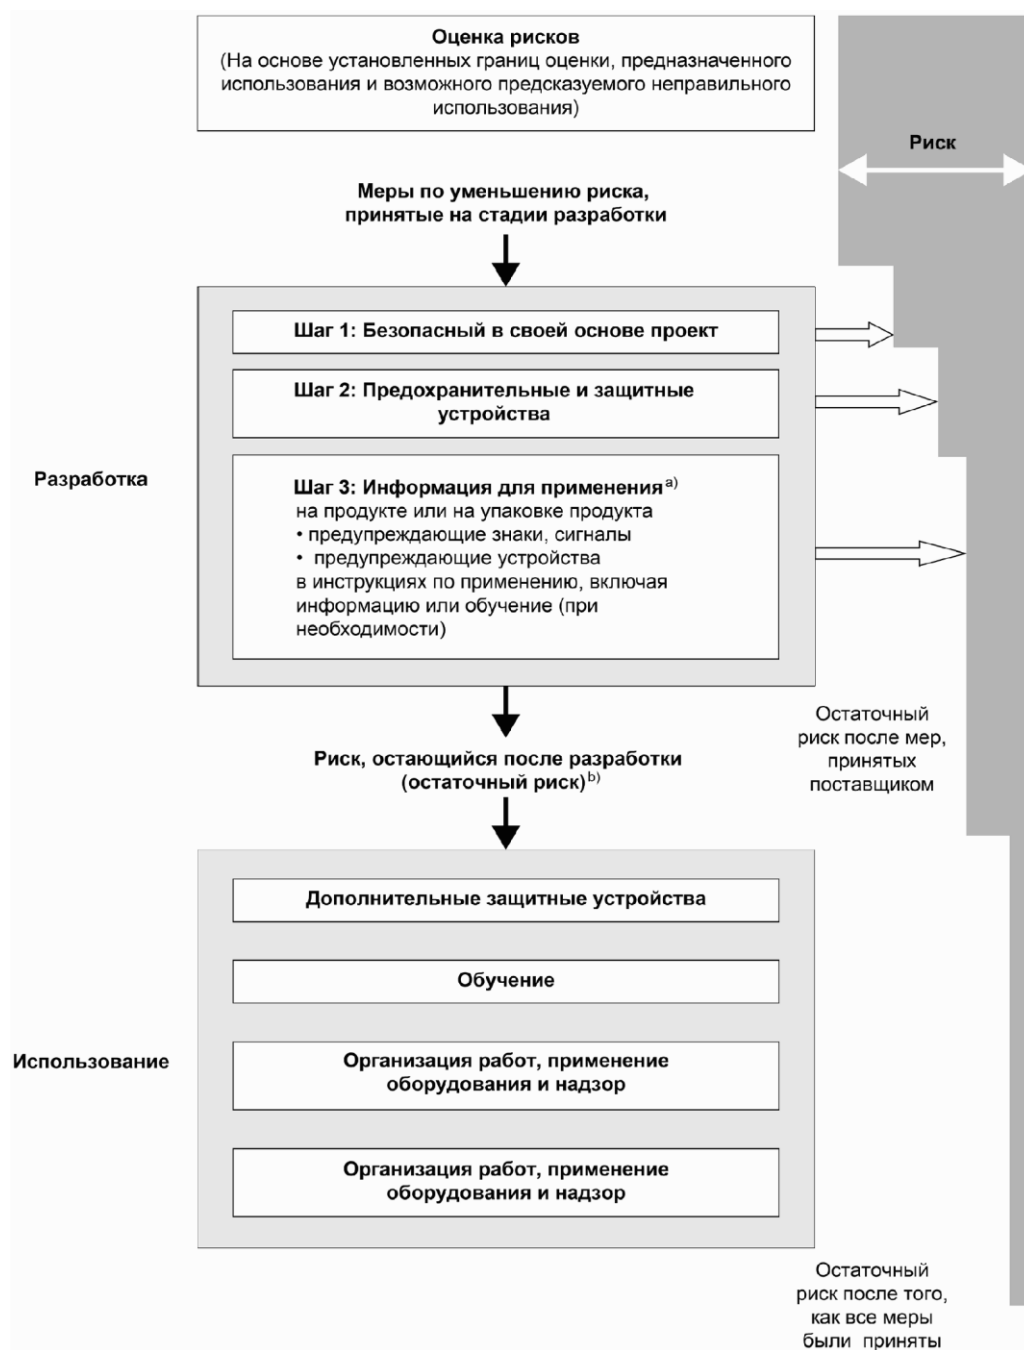 Оценка рисков
(На основе установленных границ оценки, предназначенного
использования и возможного предсказуемого неправильного
использования)
Риск
Меры по уменьшению риска,
принятые на стадии разработки
Шаг 1: Безопасный в своей основе проект
Шаг 2: Предохранительные и защитные
устройства
Разработка
Шаг 3: Информация для применения a)
на продукте или на упаковке продукта
• предупреждающие знаки, сигналы
• предупреждающие устройства
в инструкциях по применению, включая
информацию или обучение (при
необходимости)
Остаточный
риск после мер,
принятых
поставщиком
Риск, остающийся после разработки
(остаточный риск) b)
Дополнительные защитные устройства
Обучение
Использование
Организация работ, применение
оборудования и надзор
Организация работ, применение
оборудования и надзор
Остаточный
риск после того,
как все меры
были приняты